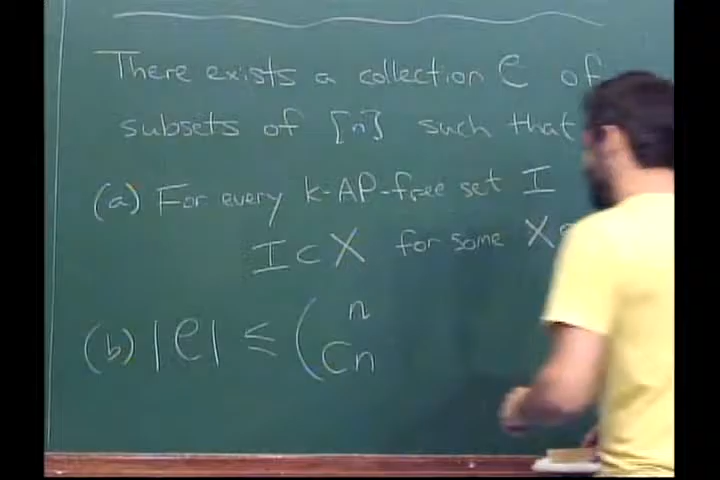 There exists a collection C of
subsets of [n] such that
(a) For every k-AP-free set I
I ⊂ X for some X
(b) |C| ≤ ( n
Cn